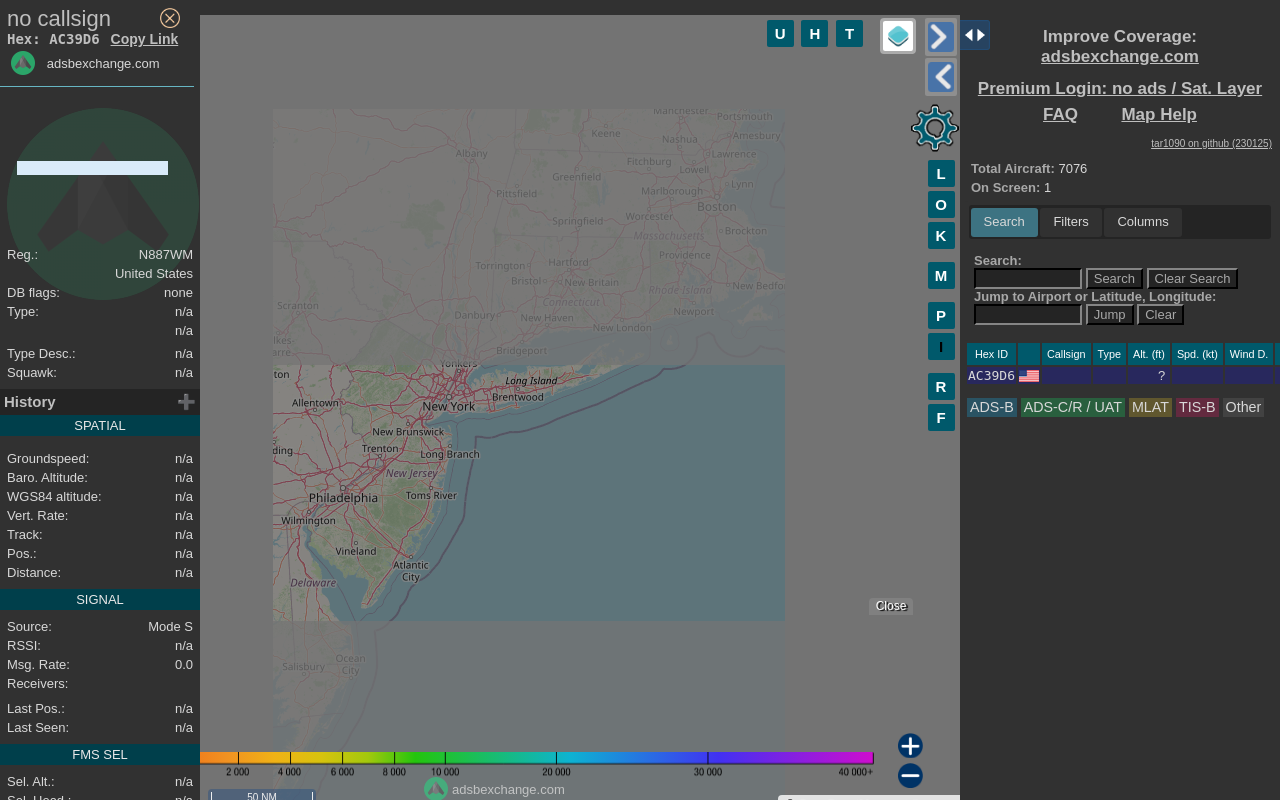 no callsign
Hex: AC39D6 Copy Link
adsbexchange.com
Reg.: N887WM
United States
DB flags: none
Type: n/a
n/a
Type Desc.: n/a
Squawk: n/a
History
SPATIAL
Groundspeed: n/a
Baro. Altitude: n/a
WGS84 altitude: n/a
Vert. Rate: n/a
Track: n/a
Pos.: n/a
Distance: n/a
SIGNAL
Source: Mode S
RSSI: n/a
Msg. Rate: 0.0
Receivers:
Last Pos.: n/a
Last Seen: n/a
FMS SEL
Sel. Alt.: n/a
Sel. Head.: n/a
U H T
L
O
K
M
P
I
R
F
Manchester
Portsmouth
Keene
Nashua
Amesbury
Albany
Fitchburg
Lawrence
Greenfield
Lowell
Pittsfield
Marlborough
Lynn
Worcester
Boston
Springfield
Massachusetts
Brockton
Torrington
Hartford
Providence
Bristol
New Britain
Rhode Island
New Bedfo
Scranton
Connecticut
Danbury
New Haven
Newport
New London
lkes-
arre
Bridgeport
Yonkers
ton
Long Island
Allentown
New York
Brentwood
New Brunswick
ding
Trenton
Long Branch
New Jersey
Philadelphia
Toms River
Wilmington
Vineland
Atlantic
City
Delaware
Salisbury
Ocean
City
Close
2 000 4 000 6 000 8 000 10 000 20 000 30 000 40 000+
adsbexchange.com
50 NM
Improve Coverage:
adsbexchange.com
Premium Login: no ads / Sat. Layer
FAQ Map Help
tar1090 on github (230125)
Total Aircraft: 7076
On Screen: 1
Search Filters Columns
Search:
Search Clear Search
Jump to Airport or Latitude, Longitude:
Jump Clear
Hex ID Callsign Type Alt. (ft) Spd. (kt) Wind D.
AC39D6 ?
ADS-B ADS-C/R / UAT MLAT TIS-B Other